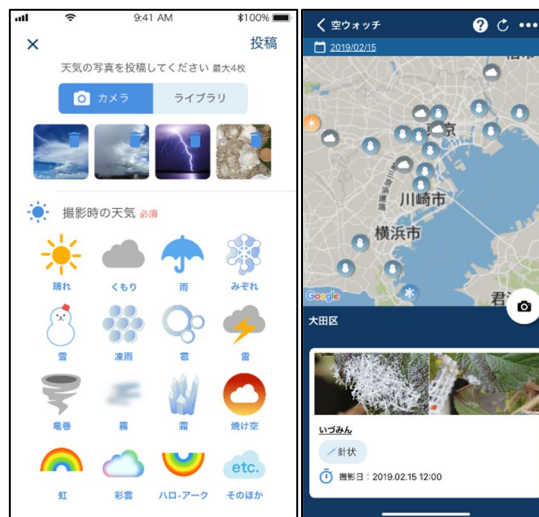 9:41 AM
100%
×
投稿
天気の写真を投稿してください 最大4枚
カメラ
ライブラリ
撮影時の天気 必須
晴れ
くもり
雨
みぞれ
雪
凍雨
雹
雷
竜巻
霧
霜
焼け空
etc.
虹
彩雲
ハロ・アーク
そのほか
空ウォッチ
?
2019/02/15
東京
川崎市
横浜市
Google
大田区
いづみん
針状
撮影日：2019.02.15 12:00